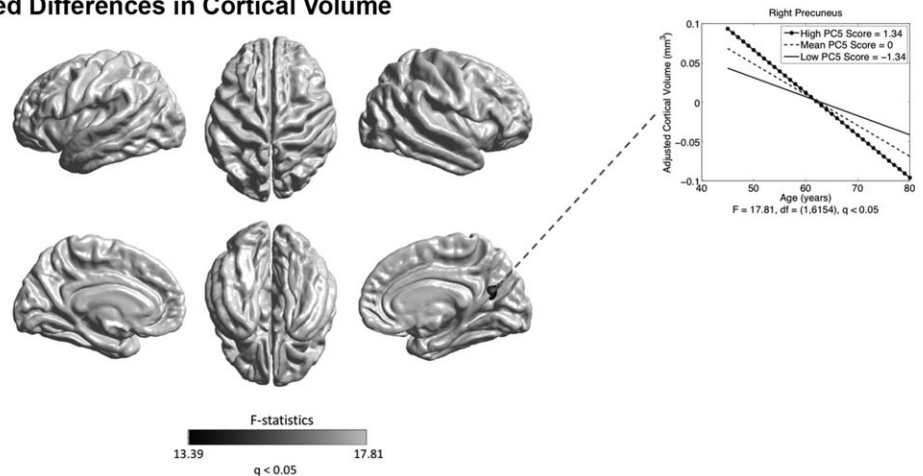 ed Differences in Cortical Volume
Right Precuneus
High PC5 Score = 1.34
Mean PC5 Score = 0
Low PC5 Score = −1.34
Adjusted Cortical Volume (mm³)
0.1
0.05
0
−0.05
−0.1
40 50 60 70 80
Age (years)
F = 17.81, df = (1,6154), q < 0.05
F-statistics
13.39 17.81
q < 0.05